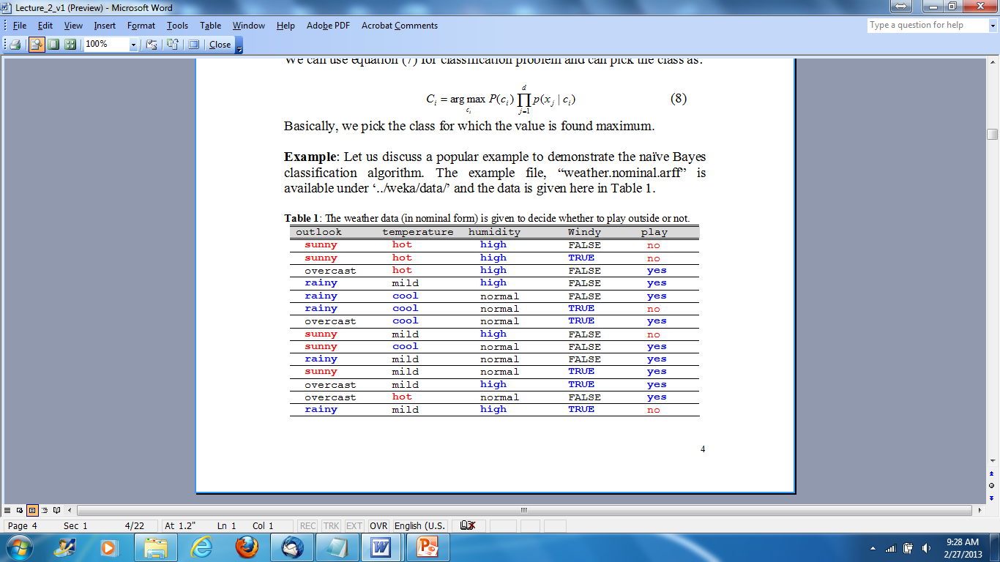 Lecture_2_v1 (Preview) - Microsoft Word
File Edit View Insert Format Tools Table Window Help Adobe PDF Acrobat Comments
Type a question for help
100% Close
We can use equation (7) for classification problem and can pick the class as:
C_i = arg max_{c_i} P(c_i) ∏_{j=1}^{d} p(x_j | c_i) (8)
Basically, we pick the class for which the value is found maximum.
Example: Let us discuss a popular example to demonstrate the naïve Bayes
classification algorithm. The example file, “weather.nominal.arff” is
available under ‘../weka/data/’ and the data is given here in Table 1.
Table 1: The weather data (in nominal form) is given to decide whether to play outside or not.
outlook temperature humidity Windy play
sunny hot high FALSE no
sunny hot high TRUE no
overcast hot high FALSE yes
rainy mild high FALSE yes
rainy cool normal FALSE yes
rainy cool normal TRUE no
overcast cool normal TRUE yes
sunny mild high FALSE no
sunny cool normal FALSE yes
rainy mild normal FALSE yes
sunny mild normal TRUE yes
overcast mild high TRUE yes
overcast hot normal FALSE yes
rainy mild high TRUE no
4
Page 4 Sec 1 4/22 At 1.2" Ln 1 Col 1 REC TRK EXT OVR English (U.S.
9:28 AM
2/27/2013